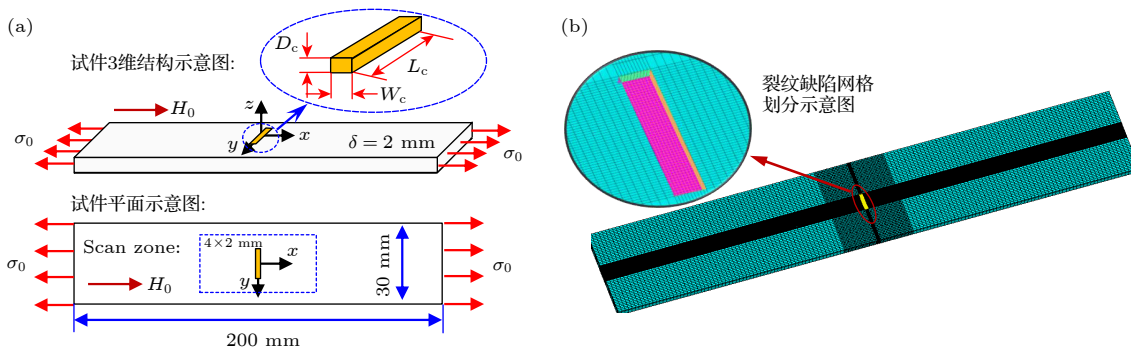 (a)
试件3维结构示意图:
D_c
L_c
W_c
H_0
z
x
y
σ_0
δ = 2 mm
σ_0
试件平面示意图:
Scan zone:
4×2 mm
x
y
H_0
σ_0
30 mm
σ_0
200 mm
(b)
裂纹缺陷网格
划分示意图